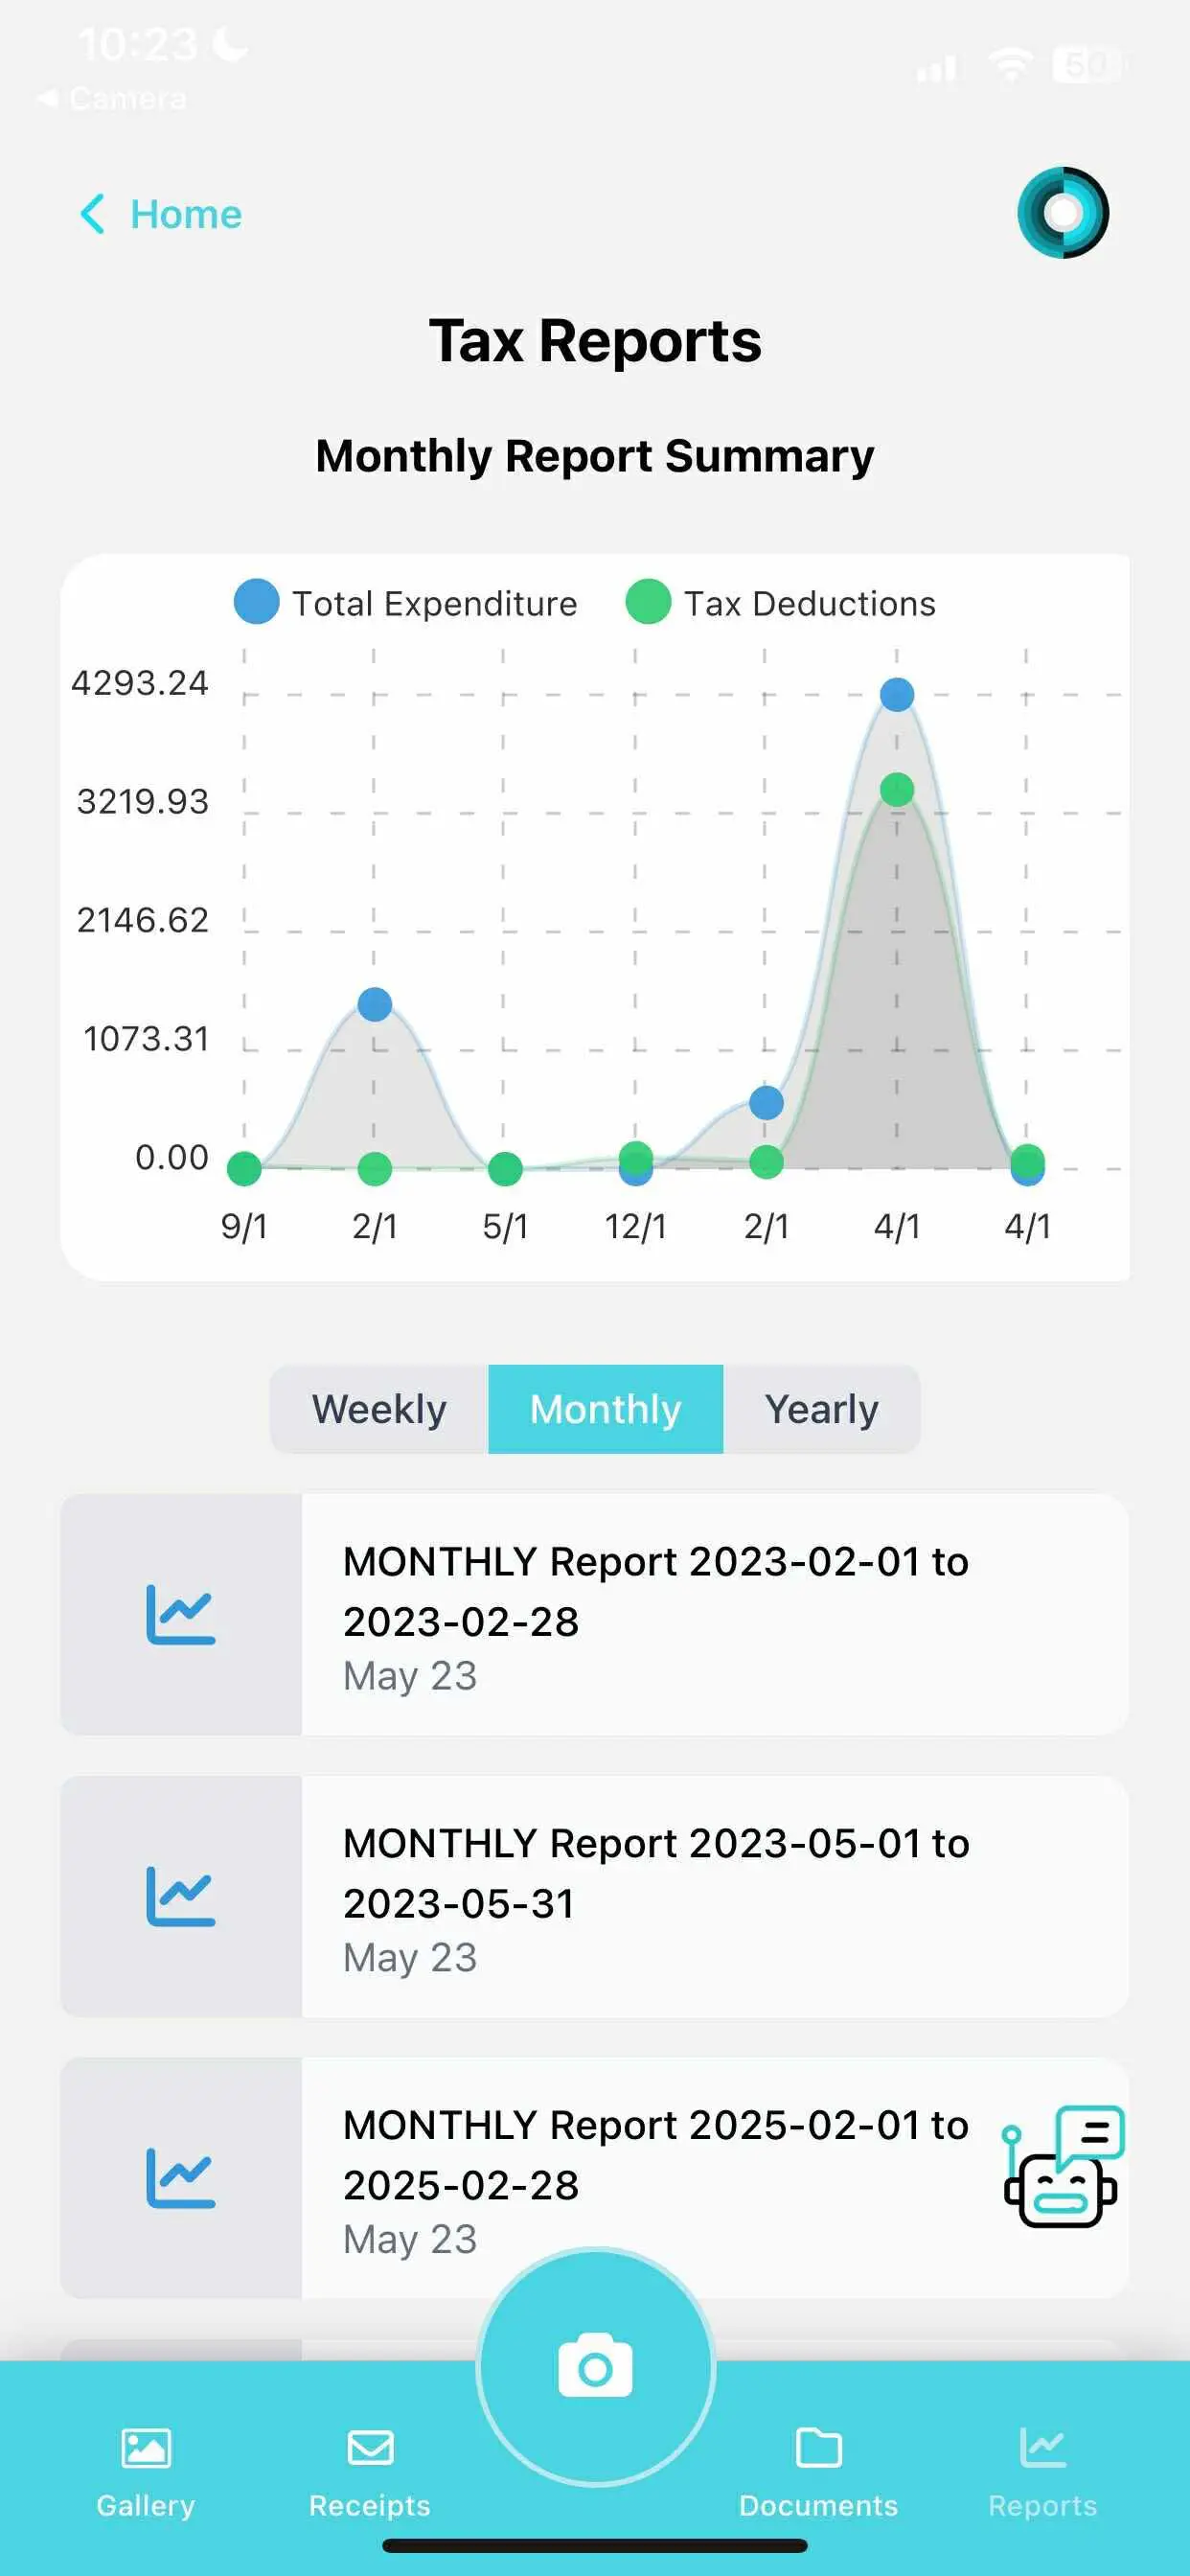 10:23
Camera
Home
Tax Reports
Monthly Report Summary
Total Expenditure Tax Deductions
4293.24
3219.93
2146.62
1073.31
0.00
9/1 2/1 5/1 12/1 2/1 4/1 4/1
Weekly Monthly Yearly
MONTHLY Report 2023-02-01 to
2023-02-28
May 23
MONTHLY Report 2023-05-01 to
2023-05-31
May 23
MONTHLY Report 2025-02-01 to
2025-02-28
May 23
Gallery Receipts Documents Reports